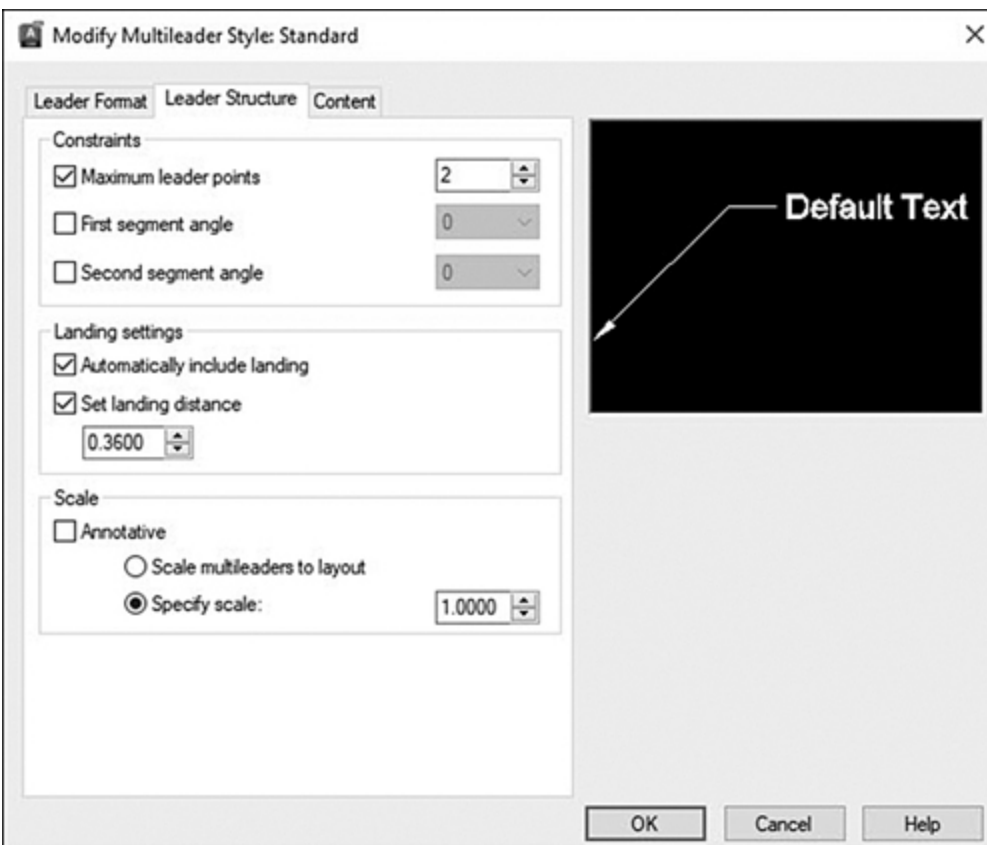 Modify Multileader Style: Standard
Leader Format Leader Structure Content
Constraints
Maximum leader points 2
First segment angle 0
Second segment angle 0
Default Text
Landing settings
Automatically include landing
Set landing distance
0.3600
Scale
Annotative
Scale multileaders to layout
Specify scale: 1.0000
OK Cancel Help